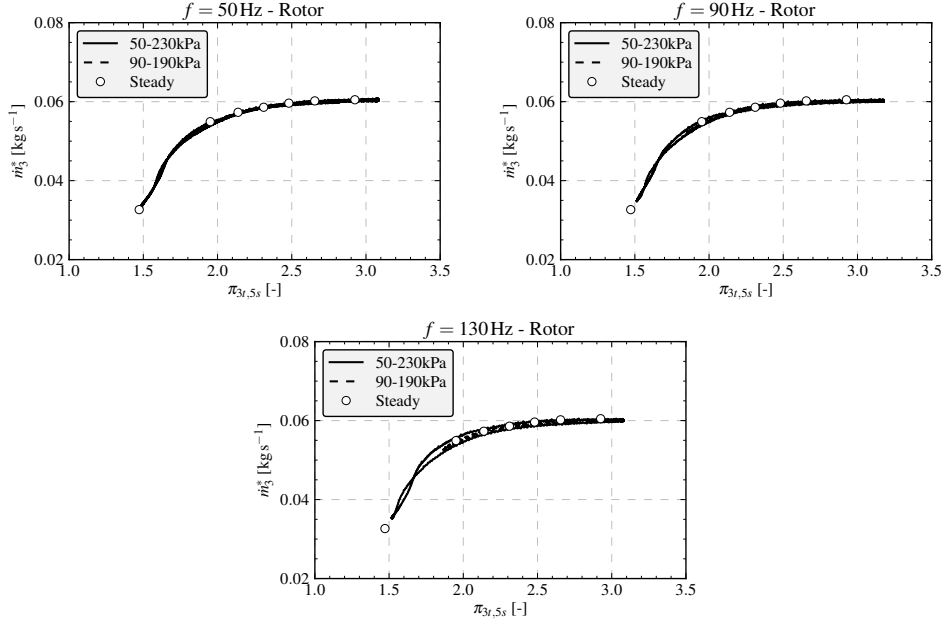 f = 50 Hz - Rotor
0.08
0.06
0.04
0.02
ṁ*₃ [kg s⁻¹]
50-230kPa
90-190kPa
Steady
1.0 1.5 2.0 2.5 3.0 3.5
π₃ₜ,₅ₛ [-]
f = 90 Hz - Rotor
0.08
0.06
0.04
0.02
ṁ*₃ [kg s⁻¹]
50-230kPa
90-190kPa
Steady
1.0 1.5 2.0 2.5 3.0 3.5
π₃ₜ,₅ₛ [-]
f = 130 Hz - Rotor
0.08
0.06
0.04
0.02
ṁ*₃ [kg s⁻¹]
50-230kPa
90-190kPa
Steady
1.0 1.5 2.0 2.5 3.0 3.5
π₃ₜ,₅ₛ [-]